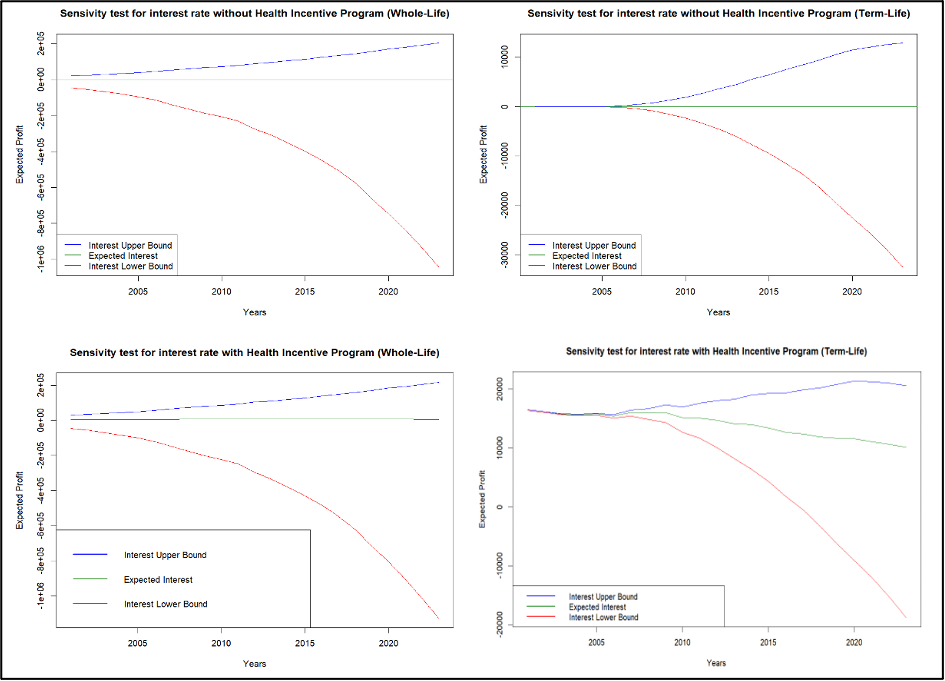 Sensivity test for interest rate without Health Incentive Program (Whole-Life)
Expected Profit
2e+05
0e+00
-2e+05
-4e+05
-6e+05
-8e+05
-1e+06
Interest Upper Bound
Expected Interest
Interest Lower Bound
2005 2010 2015 2020
Years
Sensivity test for interest rate without Health Incentive Program (Term-Life)
Expected Profit
10000
0
-10000
-20000
-30000
Interest Upper Bound
Expected Interest
Interest Lower Bound
2005 2010 2015 2020
Years
Sensivity test for interest rate with Health Incentive Program (Whole-Life)
Expected Profit
2e+05
0e+00
-2e+05
-4e+05
-6e+05
-8e+05
-1e+06
Interest Upper Bound
Expected Interest
Interest Lower Bound
2005 2010 2015 2020
Years
Sensivity test for interest rate with Health Incentive Program (Term-Life)
Expected Profit
20000
10000
0
-10000
-20000
Interest Upper Bound
Expected Interest
Interest Lower Bound
2005 2010 2015 2020
Years